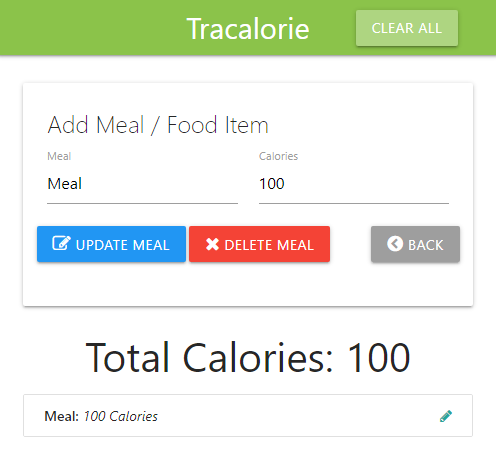 Tracalorie CLEAR ALL
Add Meal / Food Item
Meal Calories
Meal 100
UPDATE MEAL DELETE MEAL BACK
Total Calories: 100
Meal: 100 Calories